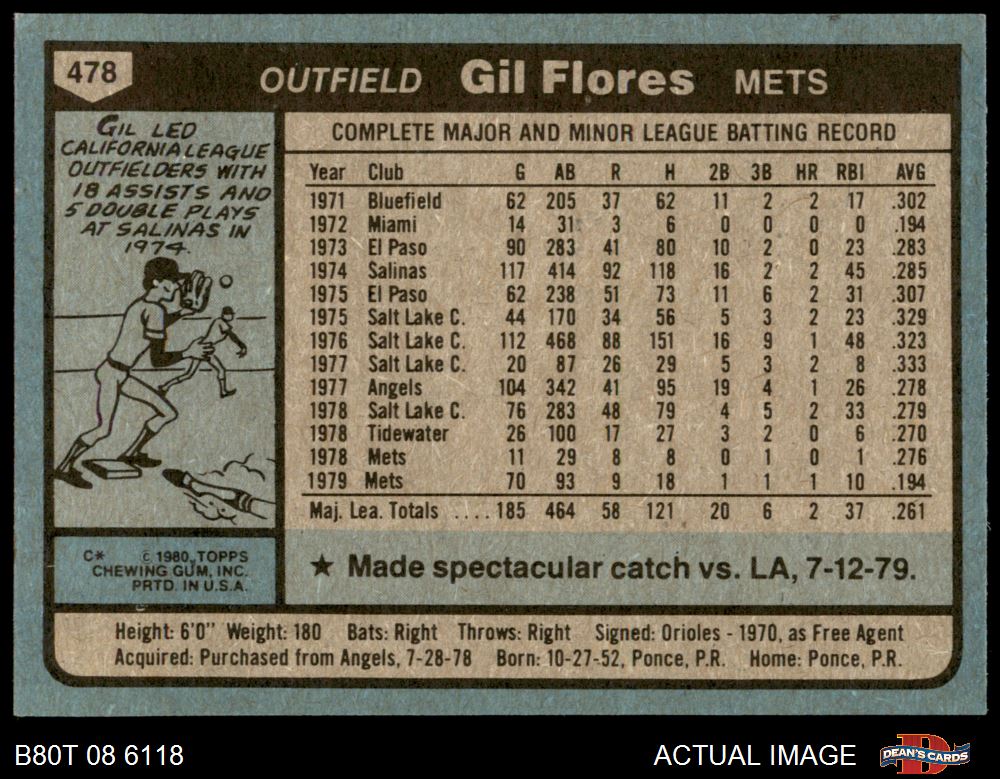 478 OUTFIELD Gil Flores METS
GIL LED
CALIFORNIA LEAGUE
OUTFIELDERS WITH
18 ASSISTS AND
5 DOUBLE PLAYS
AT SALINAS IN
1974.
COMPLETE MAJOR AND MINOR LEAGUE BATTING RECORD
Year Club G AB R H 2B 3B HR RBI AVG
1971 Bluefield 62 205 37 62 11 2 2 17 .302
1972 Miami 14 31 3 6 0 0 0 0 .194
1973 El Paso 90 283 41 80 10 2 0 23 .283
1974 Salinas 117 414 92 118 16 2 2 45 .285
1975 El Paso 62 238 51 73 11 6 2 31 .307
1975 Salt Lake C. 44 170 34 56 5 3 2 23 .329
1976 Salt Lake C. 112 468 88 151 16 9 1 48 .323
1977 Salt Lake C. 20 87 26 29 5 3 2 8 .333
1977 Angels 104 342 41 95 19 4 1 26 .278
1978 Salt Lake C. 76 283 48 79 4 5 2 33 .279
1978 Tidewater 26 100 17 27 3 2 0 6 .270
1978 Mets 11 29 8 8 0 1 0 1 .276
1979 Mets 70 93 9 18 1 1 1 10 .194
Maj. Lea. Totals .... 185 464 58 121 20 6 2 37 .261
C* © 1980, TOPPS
CHEWING GUM, INC.
PRTD. IN U.S.A.
★ Made spectacular catch vs. LA, 7-12-79.
Height: 6'0" Weight: 180 Bats: Right Throws: Right Signed: Orioles - 1970, as Free Agent
Acquired: Purchased from Angels, 7-28-78 Born: 10-27-52, Ponce, P.R. Home: Ponce, P.R.
B80T 08 6118 ACTUAL IMAGE DEAN'S CARDS